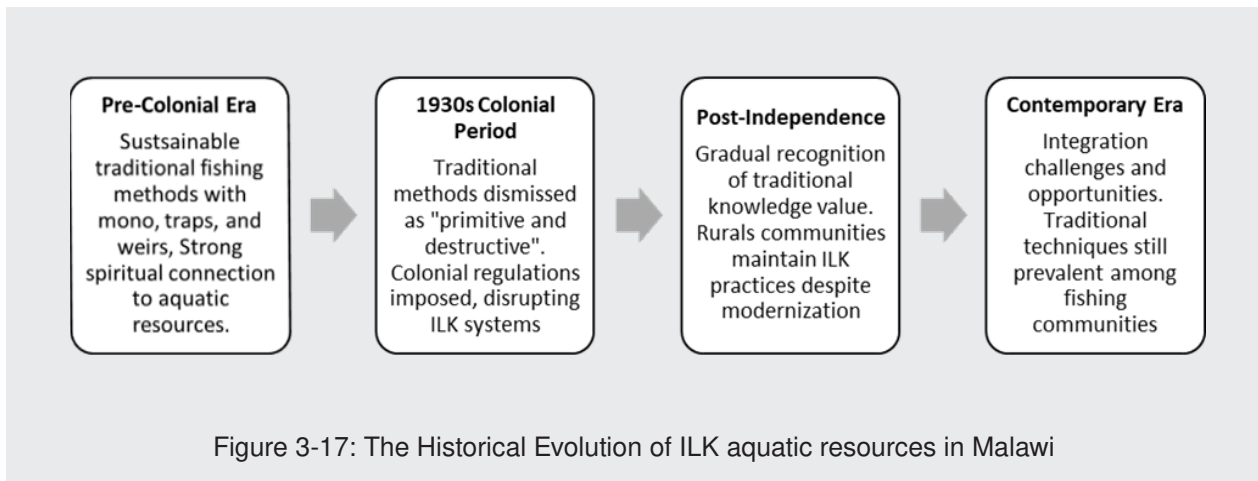 Pre-Colonial Era
Sustsainable
traditional fishing
methods with
mono, traps, and
weirs, Strong
spiritual connection
to aquatic
resources.
1930s Colonial
Period
Traditional
methods dismissed
as "primitive and
destructive".
Colonial regulations
imposed, disrupting
ILK systems
Post-Independence
Gradual recognition
of traditional
knowledge value.
Rurals communities
maintain ILK
practices despite
modernization
Contemporary Era
Integration
challenges and
opportunities.
Traditional
techniques still
prevalent among
fishing
communities
Figure 3-17: The Historical Evolution of ILK aquatic resources in Malawi